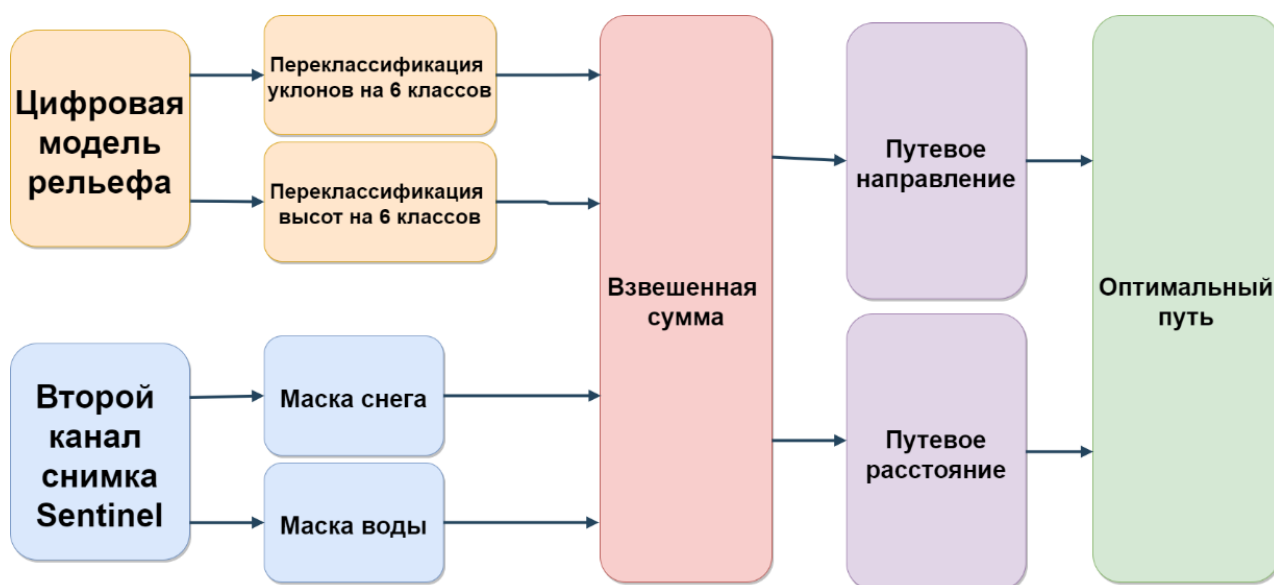 Цифровая
модель
рельефа
Переклассификация
уклонов на 6 классов
Переклассификация
высот на 6 классов
Второй
канал
снимка
Sentinel
Маска снега
Маска воды
Взвешенная
сумма
Путевое
направление
Путевое
расстояние
Оптимальный
путь